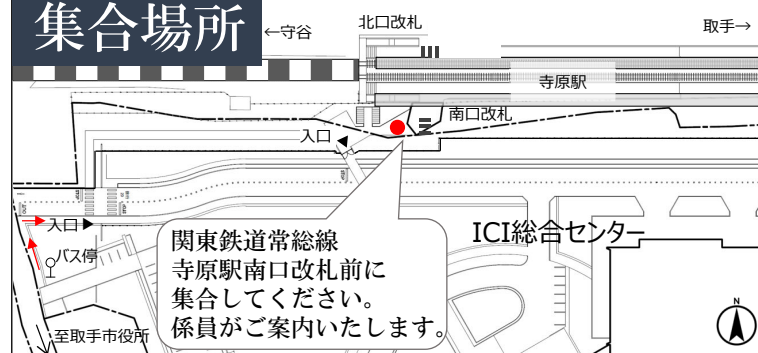 集合場所
←守谷
北口改札
取手→
寺原駅
南口改札
入口
入口
バス停
ICI総合センター
関東鉄道常総線
寺原駅南口改札前に
集合してください。
係員がご案内いたします。
至取手市役所
N